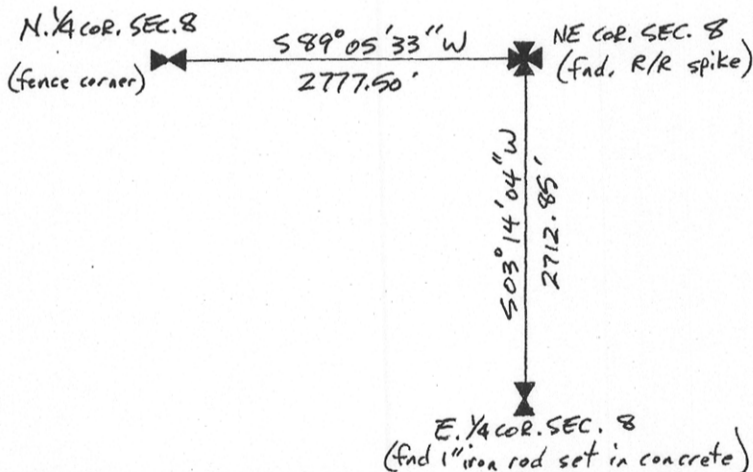 N. 1/4 COR. SEC. 8
(fence corner)
S 89° 05' 33" W
2777.50'
NE COR. SEC. 8
(fnd. R/R spike)
S03° 14' 04" W
2712.85'
E. 1/4 COR. SEC. 8
(fnd 1" iron rod set in concrete)